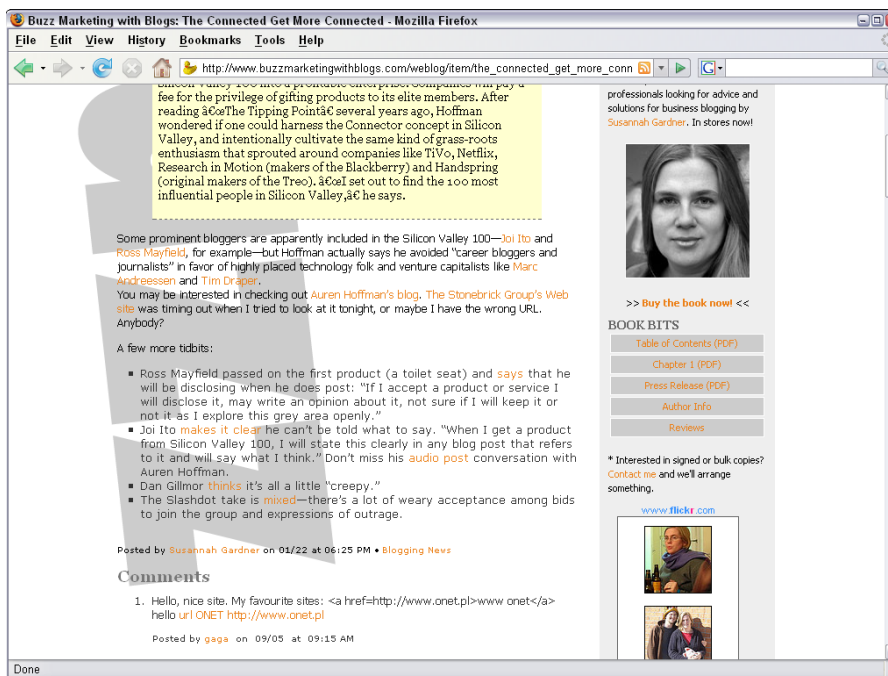 Buzz Marketing with Blogs: The Connected Get More Connected - Mozilla Firefox
File Edit View History Bookmarks Tools Help
http://www.buzzmarketingwithblogs.com/weblog/item/the_connected_get_more_conn
G
Silicon Valley 100 into a profitable enterprise. Companies will pay a
fee for the privilege of gifting products to its elite members. After
reading â€œThe Tipping Pointâ€ several years ago, Hoffman
wondered if one could harness the Connector concept in Silicon
Valley, and intentionally cultivate the same kind of grass-roots
enthusiasm that sprouted around companies like TiVo, Netflix,
Research in Motion (makers of the Blackberry) and Handspring
(original makers of the Treo). â€œI set out to find the 100 most
influential people in Silicon Valley,â€ he says.
Some prominent bloggers are apparently included in the Silicon Valley 100—Joi Ito and
Ross Mayfield, for example—but Hoffman actually says he avoided "career bloggers and
journalists" in favor of highly placed technology folk and venture capitalists like Marc
Andreessen and Tim Draper.
You may be interested in checking out Auren Hoffman's blog. The Stonebrick Group's Web
site was timing out when I tried to look at it tonight, or maybe I have the wrong URL.
Anybody?
A few more tidbits:
▪ Ross Mayfield passed on the first product (a toilet seat) and says that he
will be disclosing when he does post: "If I accept a product or service I
will disclose it, may write an opinion about it, not sure if I will keep it or
not it as I explore this grey area openly."
▪ Joi Ito makes it clear he can't be told what to say. "When I get a product
from Silicon Valley 100, I will state this clearly in any blog post that refers
to it and will say what I think." Don't miss his audio post conversation with
Auren Hoffman.
▪ Dan Gillmor thinks it's all a little "creepy."
▪ The Slashdot take is mixed—there's a lot of weary acceptance among bids
to join the group and expressions of outrage.
Posted by Susannah Gardner on 01/22 at 06:25 PM • Blogging News
Comments
1. Hello, nice site. My favourite sites: <a href=http://www.onet.pl>www onet</a>
hello url ONET http://www.onet.pl
Posted by gaga on 09/05 at 09:15 AM
professionals looking for advice and
solutions for business blogging by
Susannah Gardner. In stores now!
>> Buy the book now! <<
BOOK BITS
Table of Contents (PDF)
Chapter 1 (PDF)
Press Release (PDF)
Author Info
Reviews
* Interested in signed or bulk copies?
Contact me and we'll arrange
something.
www.flickr.com
Done